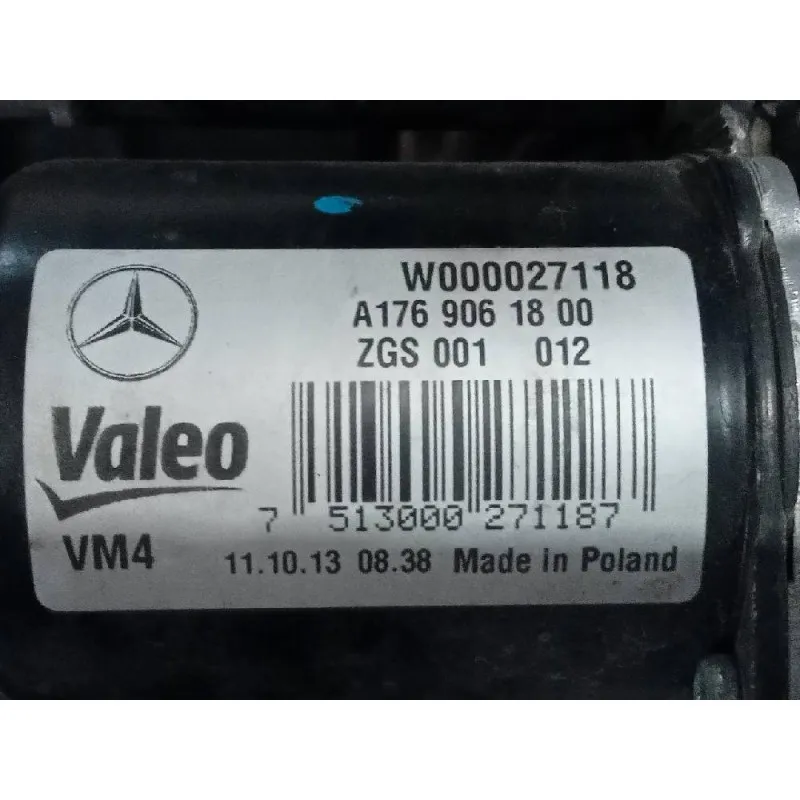 W000027118
A176 906 18 00
ZGS 001 012
Valeo
7 513000 271187
VM4
11.10.13 08.38 Made in Poland